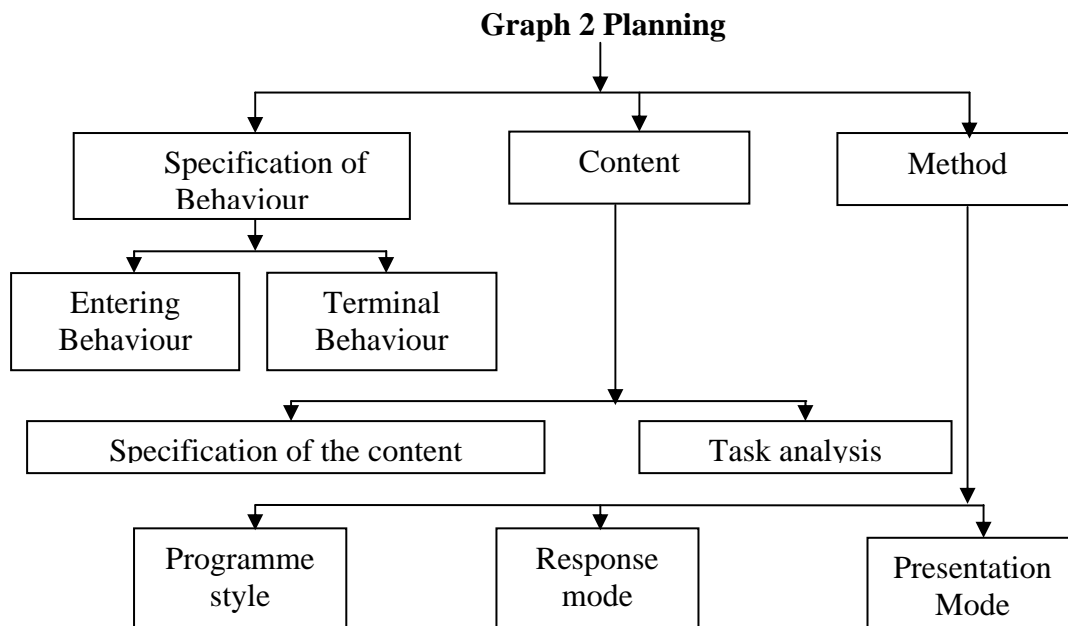 Graph 2 Planning
Specification of
Behaviour
Content
Method
Entering
Behaviour
Terminal
Behaviour
Specification of the content
Task analysis
Programme
style
Response
mode
Presentation
Mode